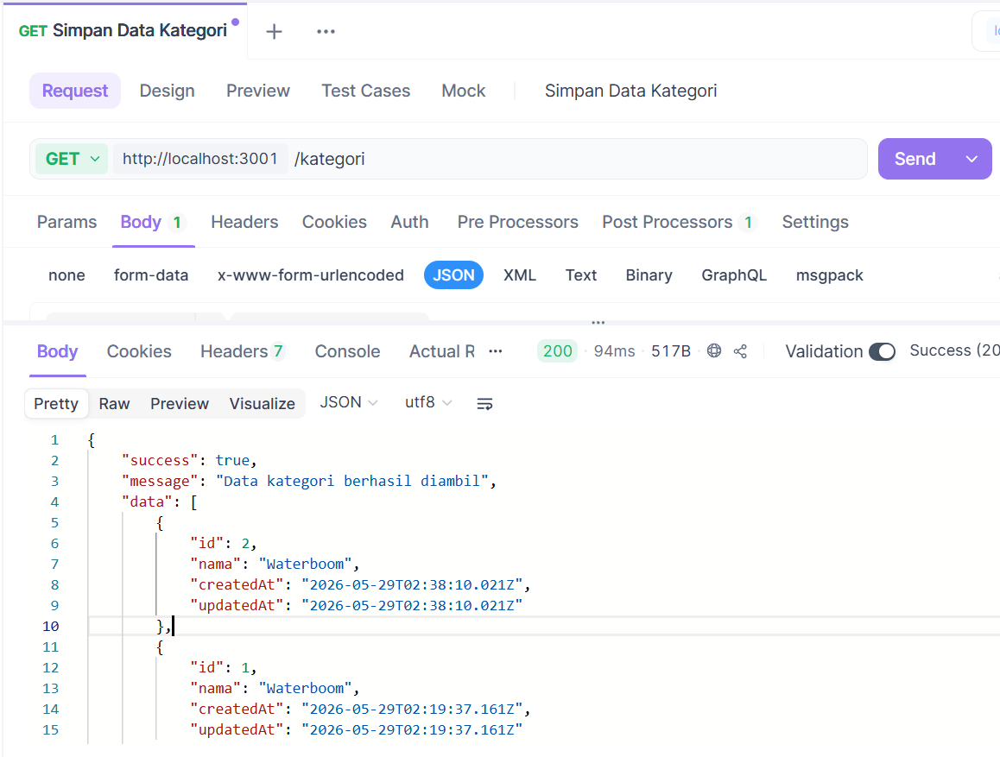 GET Simpan Data Kategori
Request Design Preview Test Cases Mock Simpan Data Kategori
GET http://localhost:3001 /kategori Send
Params Body 1 Headers Cookies Auth Pre Processors Post Processors 1 Settings
none form-data x-www-form-urlencoded JSON XML Text Binary GraphQL msgpack
Body Cookies Headers 7 Console Actual R ... 200 · 94ms · 517B Validation Success (20
Pretty Raw Preview Visualize JSON utf8
1 {
2 "success": true,
3 "message": "Data kategori berhasil diambil",
4 "data": [
5 {
6 "id": 2,
7 "nama": "Waterboom",
8 "createdAt": "2026-05-29T02:38:10.021Z",
9 "updatedAt": "2026-05-29T02:38:10.021Z"
10 },
11 {
12 "id": 1,
13 "nama": "Waterboom",
14 "createdAt": "2026-05-29T02:19:37.161Z",
15 "updatedAt": "2026-05-29T02:19:37.161Z"